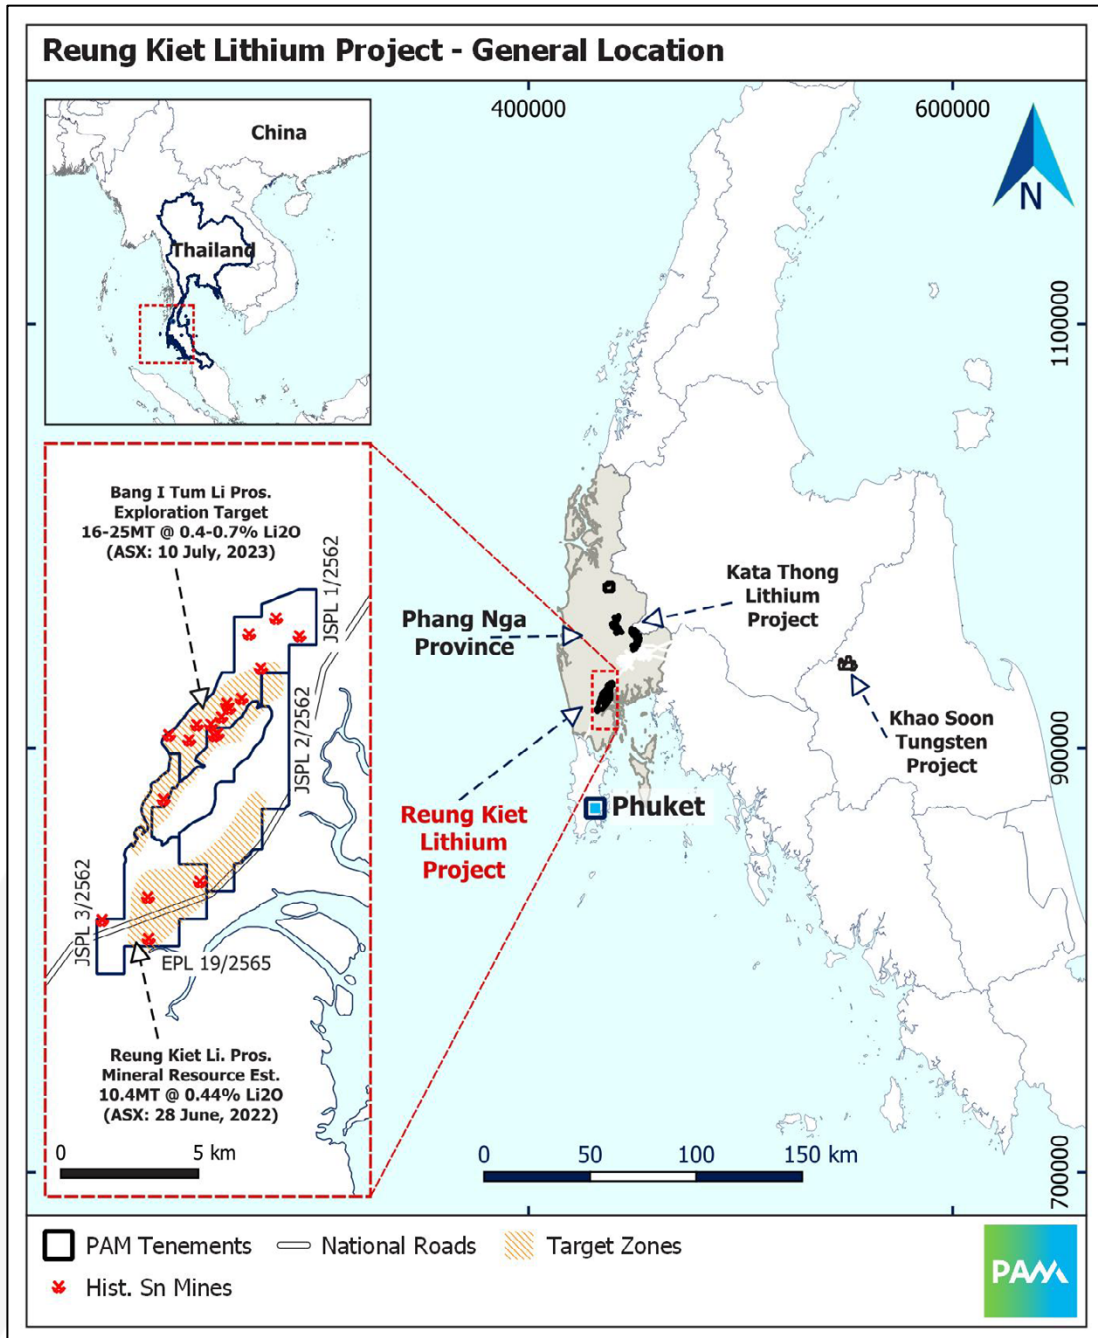 Reung Kiet Lithium Project - General Location
400000
600000
China
Thailand
N
1100000
Bang I Tum Li Pros.
Exploration Target
16-25MT @ 0.4-0.7% Li2O
(ASX: 10 July, 2023)
JSPL 1/2562
JSPL 2/2562
JSPL 3/2562
EPL 19/2565
Reung Kiet Li. Pros.
Mineral Resource Est.
10.4MT @ 0.44% Li2O
(ASX: 28 June, 2022)
0
5 km
Phang Nga
Province
Kata Thong
Lithium
Project
Khao Soon
Tungsten
Project
900000
Reung Kiet
Lithium
Project
Phuket
0
50
100
150 km
700000
PAM Tenements
National Roads
Target Zones
Hist. Sn Mines
PAM